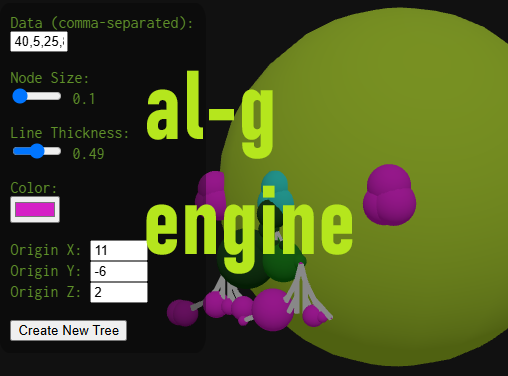 Data (comma-separated):
40,5,25,
Node Size:
0.1
Line Thickness:
0.49
Color:
Origin X: 11
Origin Y: -6
Origin Z: 2
Create New Tree
al-g
engine